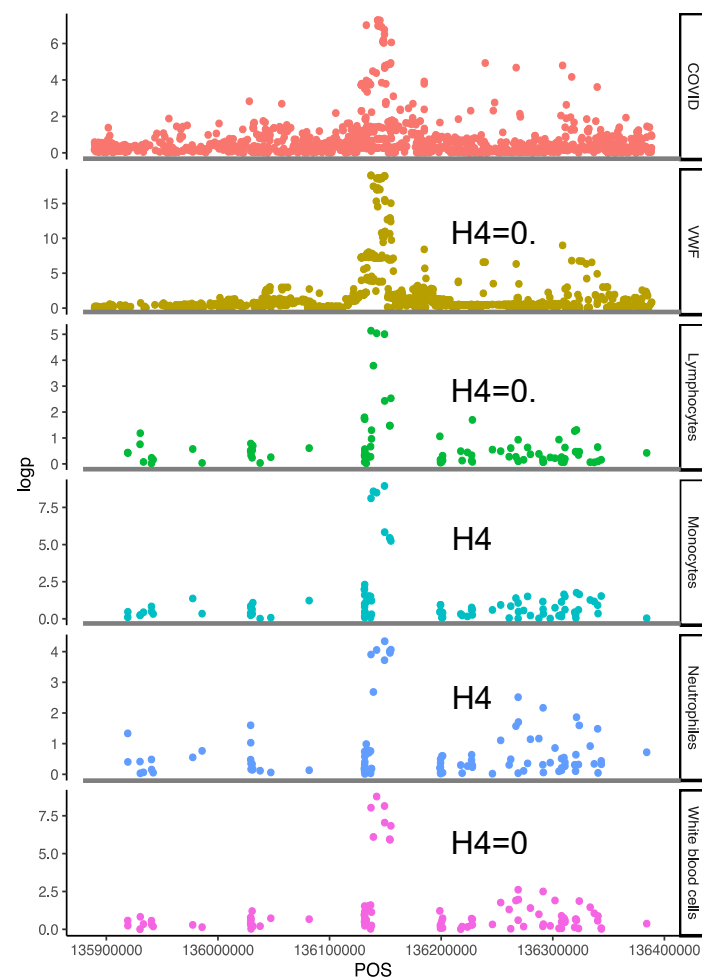 6
4
2
0
COVID
15
10
5
0
H4=0.
VWF
5
4
3
2
1
0
H4=0.
Lymphocytes
logp
7.5
5.0
2.5
0.0
H4
Monocytes
4
3
2
1
0
H4
Neutrophiles
7.5
5.0
2.5
0.0
H4=0
White blood cells
135900000 136000000 136100000 136200000 136300000 136400000
POS